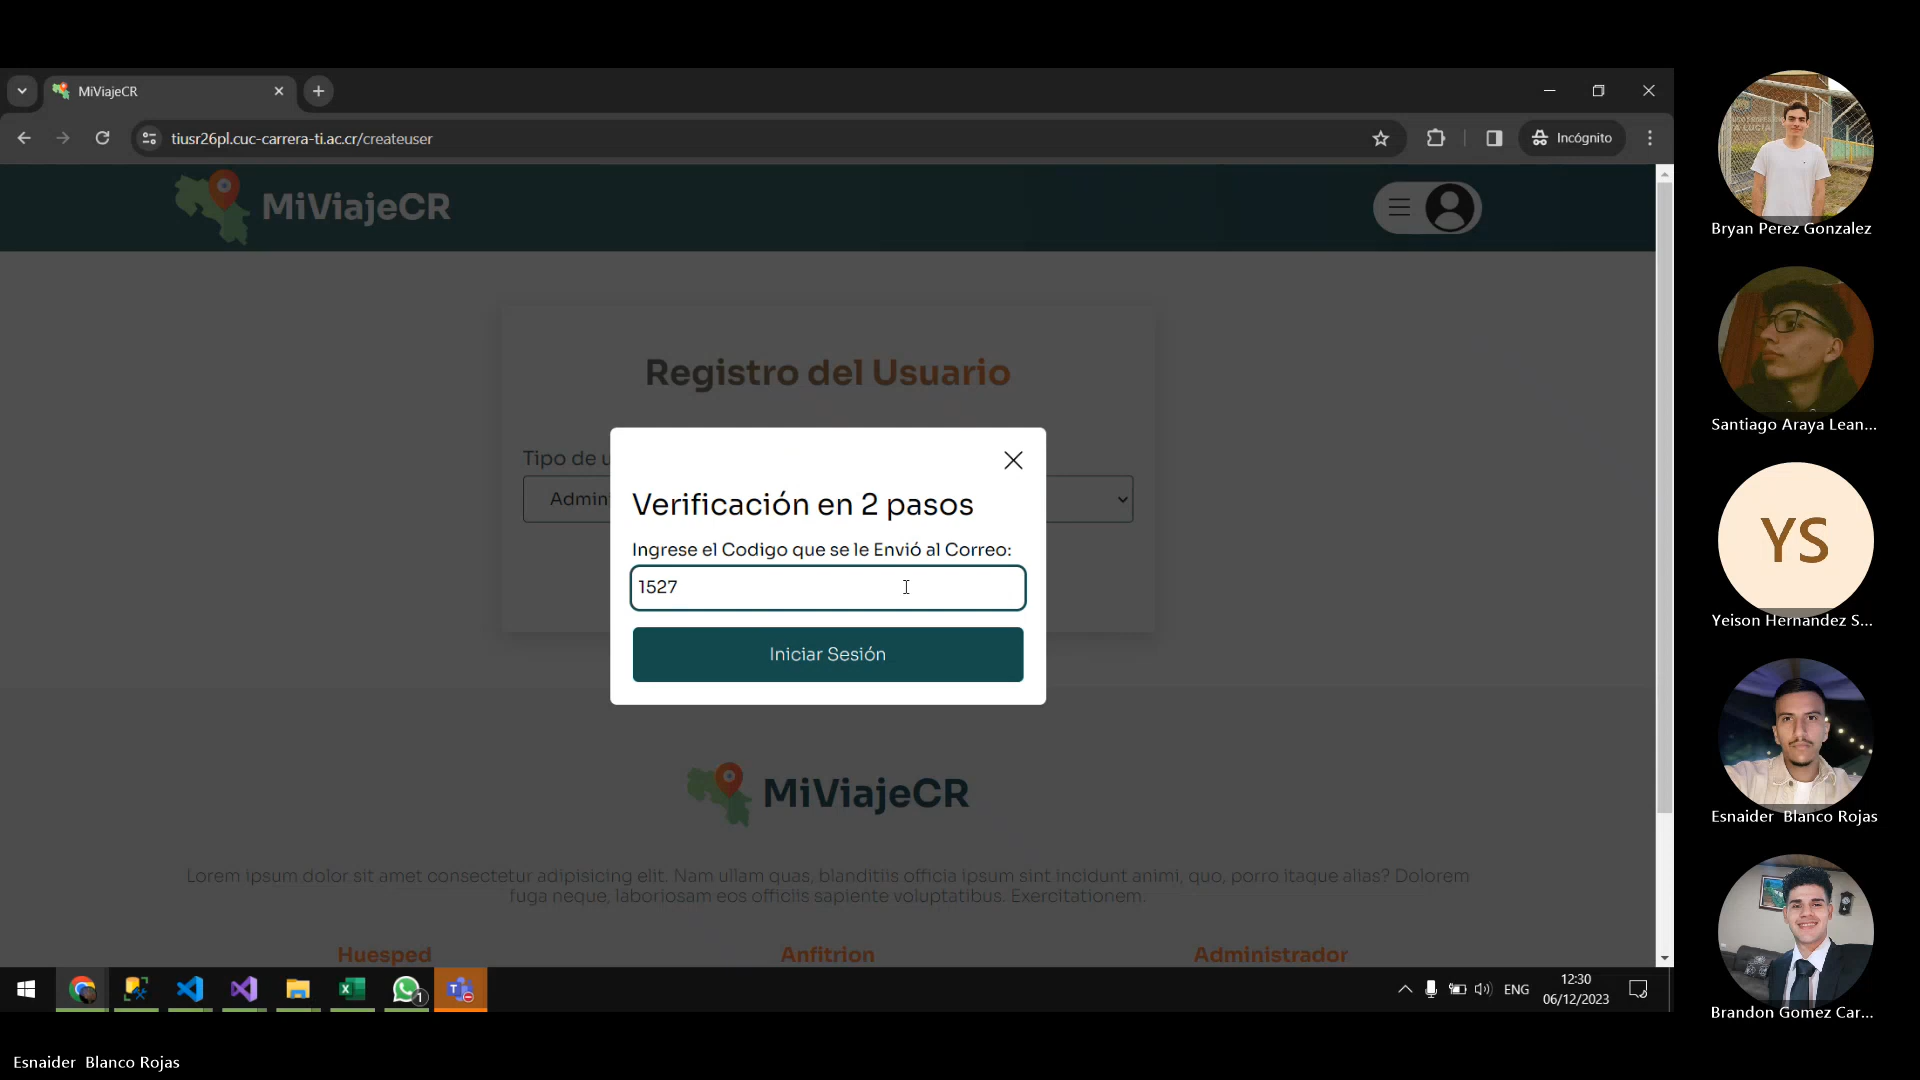 MiViajeCR
tiusr26pl.cuc-carrera-ti.ac.cr/createuser
Incógnito
MiViajeCR
Registro del Usuario
Tipo de u
Admin
Verificación en 2 pasos
Ingrese el Codigo que se le Envió al Correo:
1527
Iniciar Sesión
MiViajeCR
Lorem ipsum dolor sit amet consectetur adipisicing elit. Nam ullam quas, blanditiis officia ipsum sint incidunt animi, quo, porro itaque alias? Dolorem
fuga neque, laboriosam eos officiis sapiente voluptatibus. Exercitationem.
Huesped Anfitrion Administrador
1
ENG
12:30
06/12/2023
Bryan Perez Gonzalez
Santiago Araya Lean...
YS
Yeison Hernandez S...
Esnaider Blanco Rojas
Brandon Gomez Car...
Esnaider Blanco Rojas